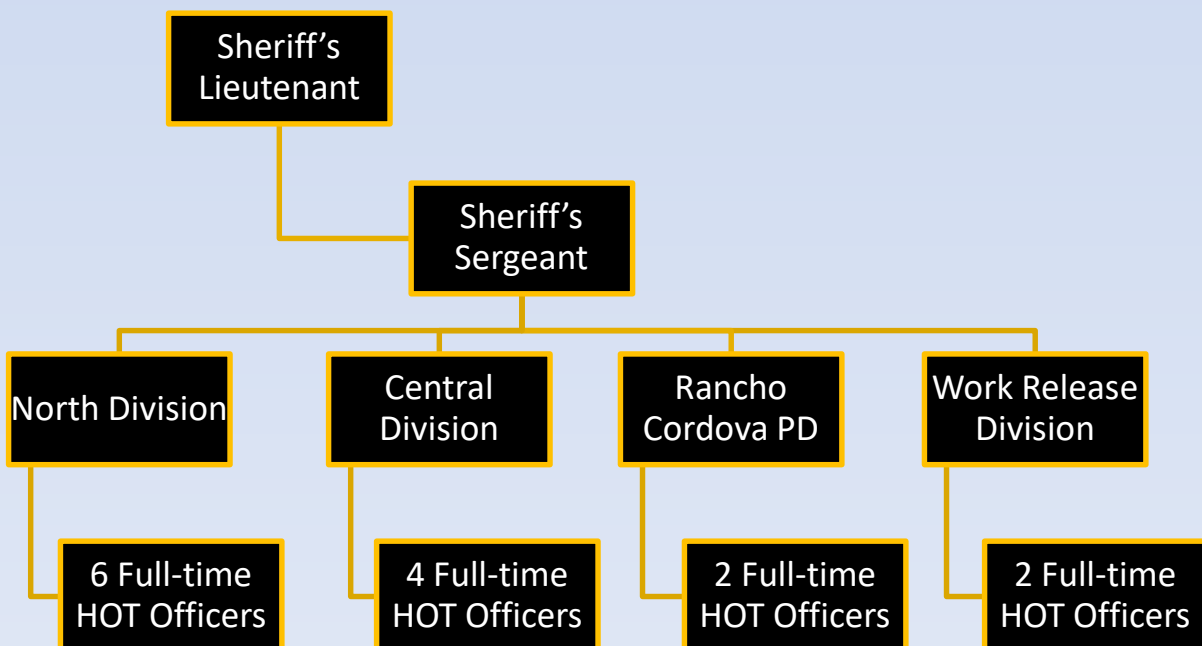 Sheriff’s
Lieutenant
Sheriff’s
Sergeant
North Division
Central
Division
Rancho
Cordova PD
Work Release
Division
6 Full-time
HOT Officers
4 Full-time
HOT Officers
2 Full-time
HOT Officers
2 Full-time
HOT Officers